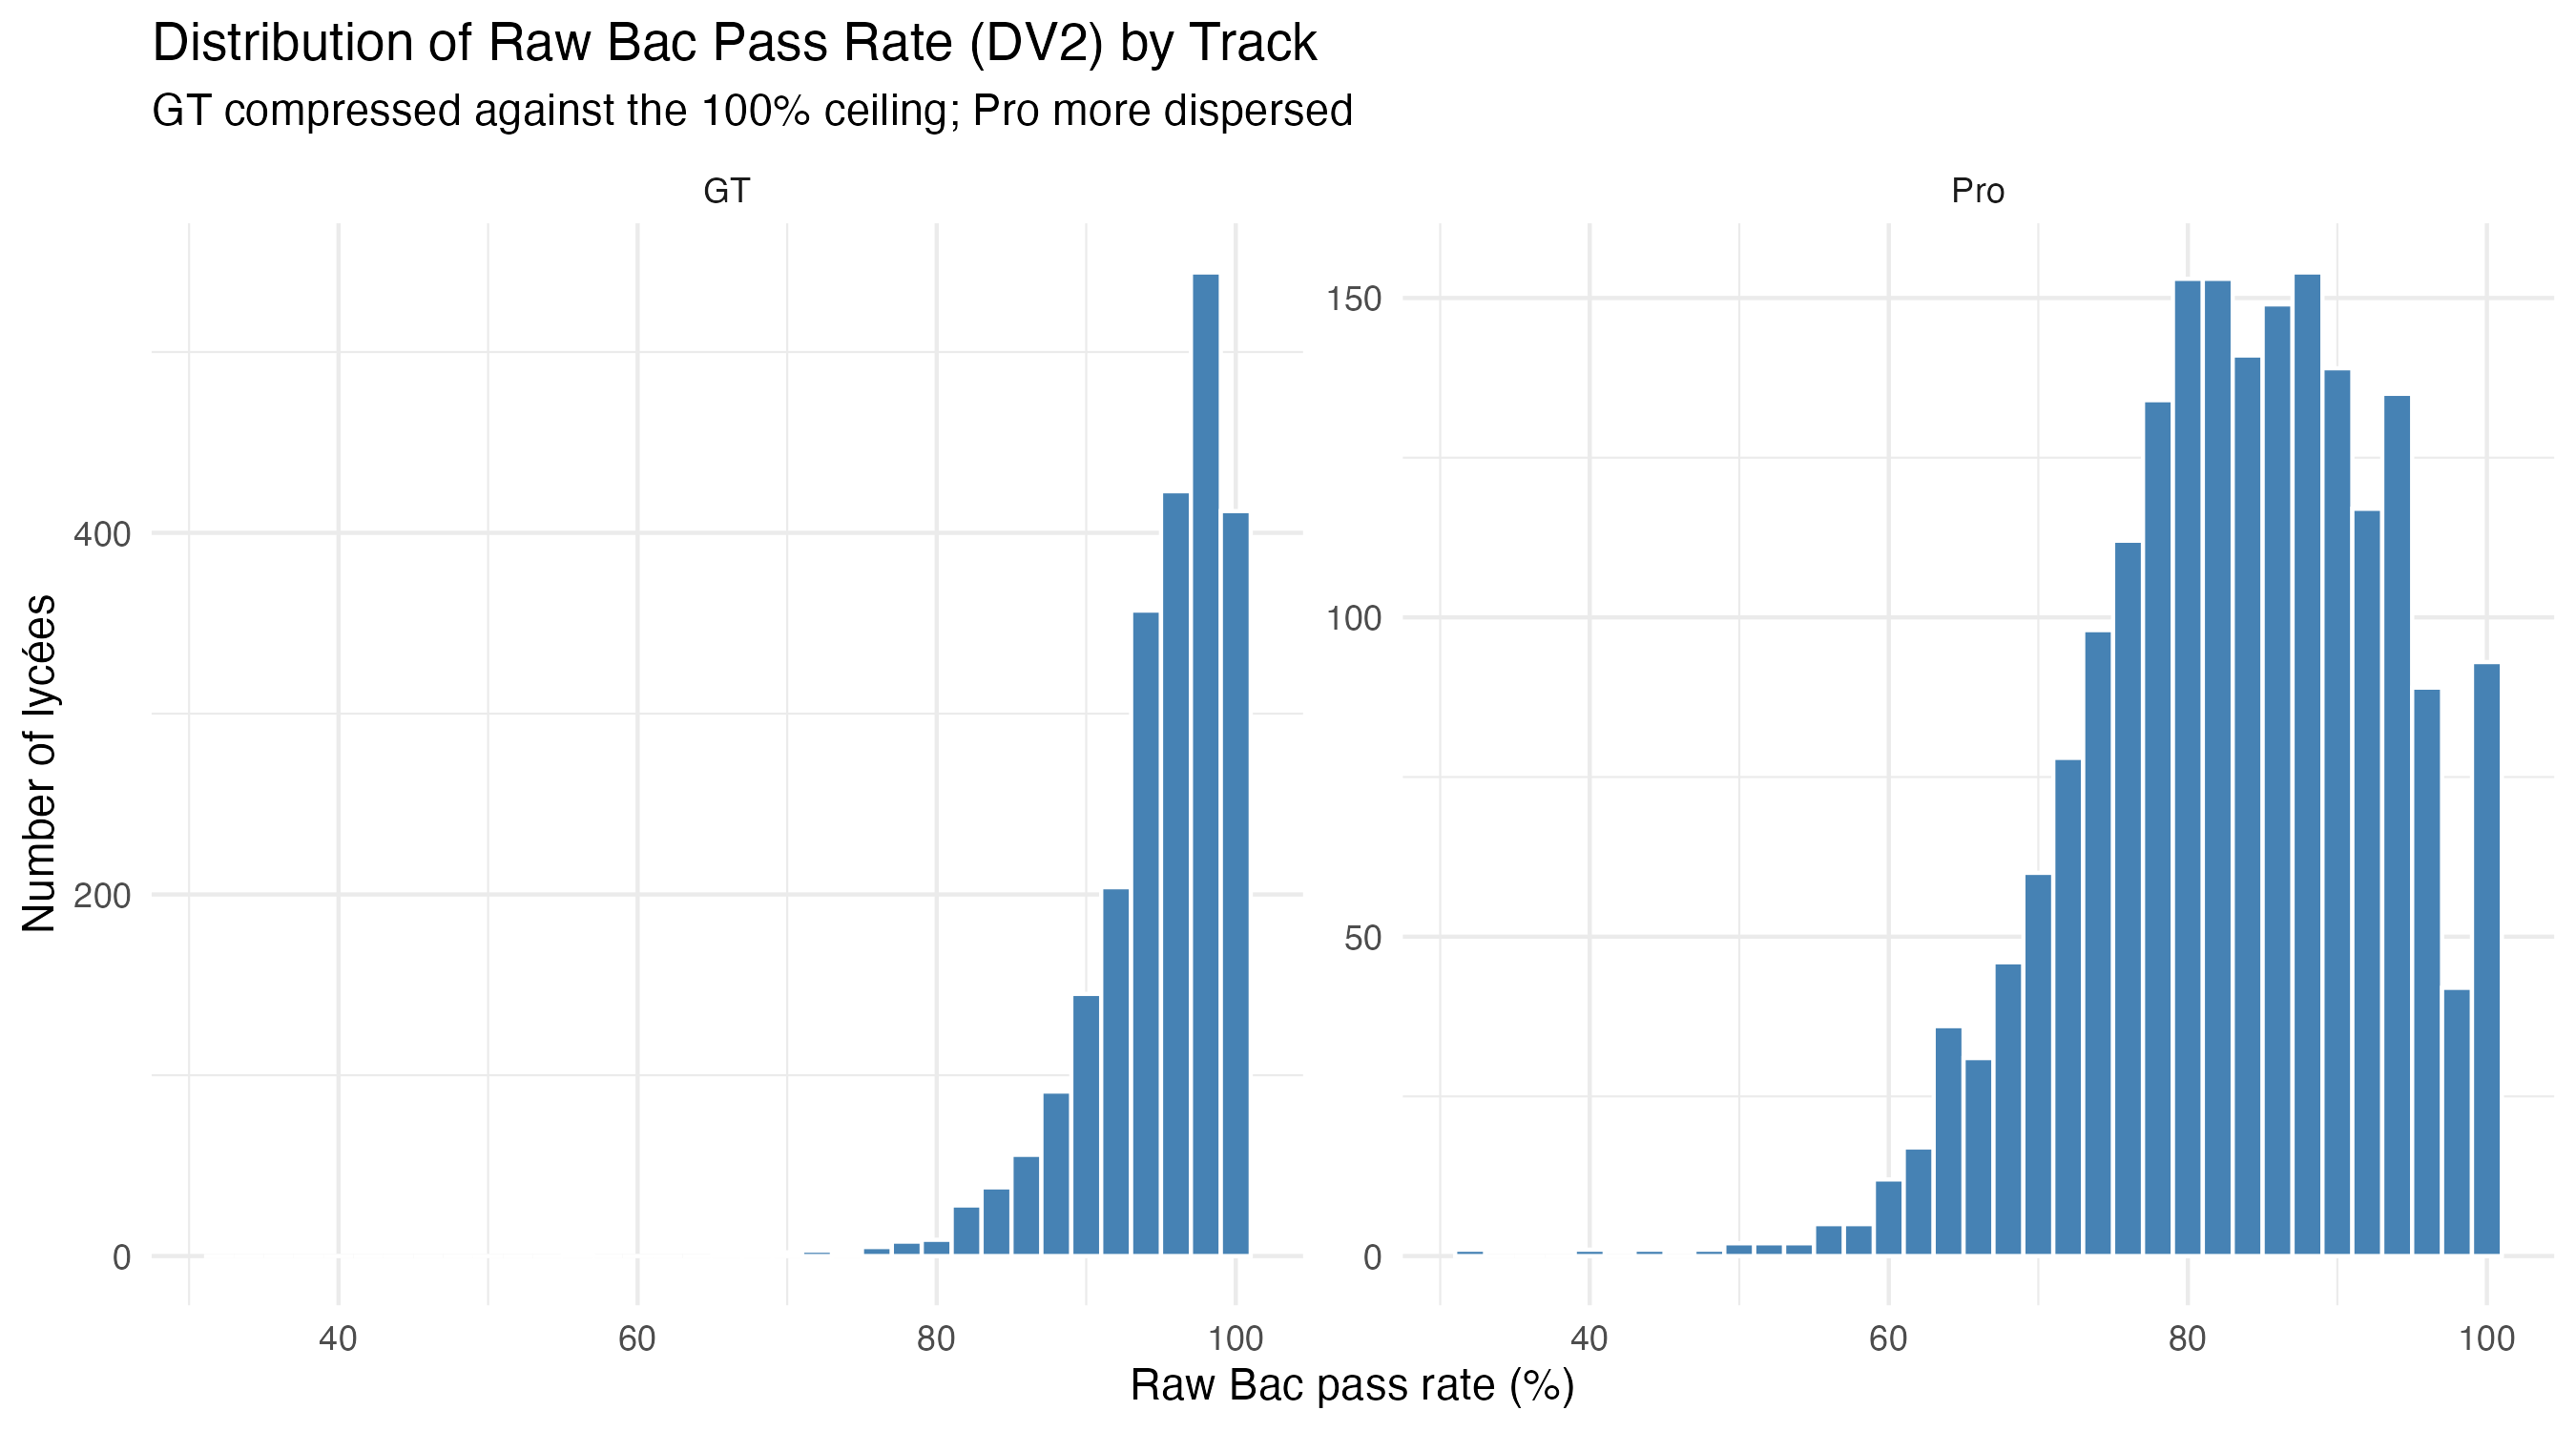 Distribution of Raw Bac Pass Rate (DV2) by Track
GT compressed against the 100% ceiling; Pro more dispersed
GT
Pro
Number of lycées
400
200
0
150
100
50
0
40 60 80 100
40 60 80 100
Raw Bac pass rate (%)